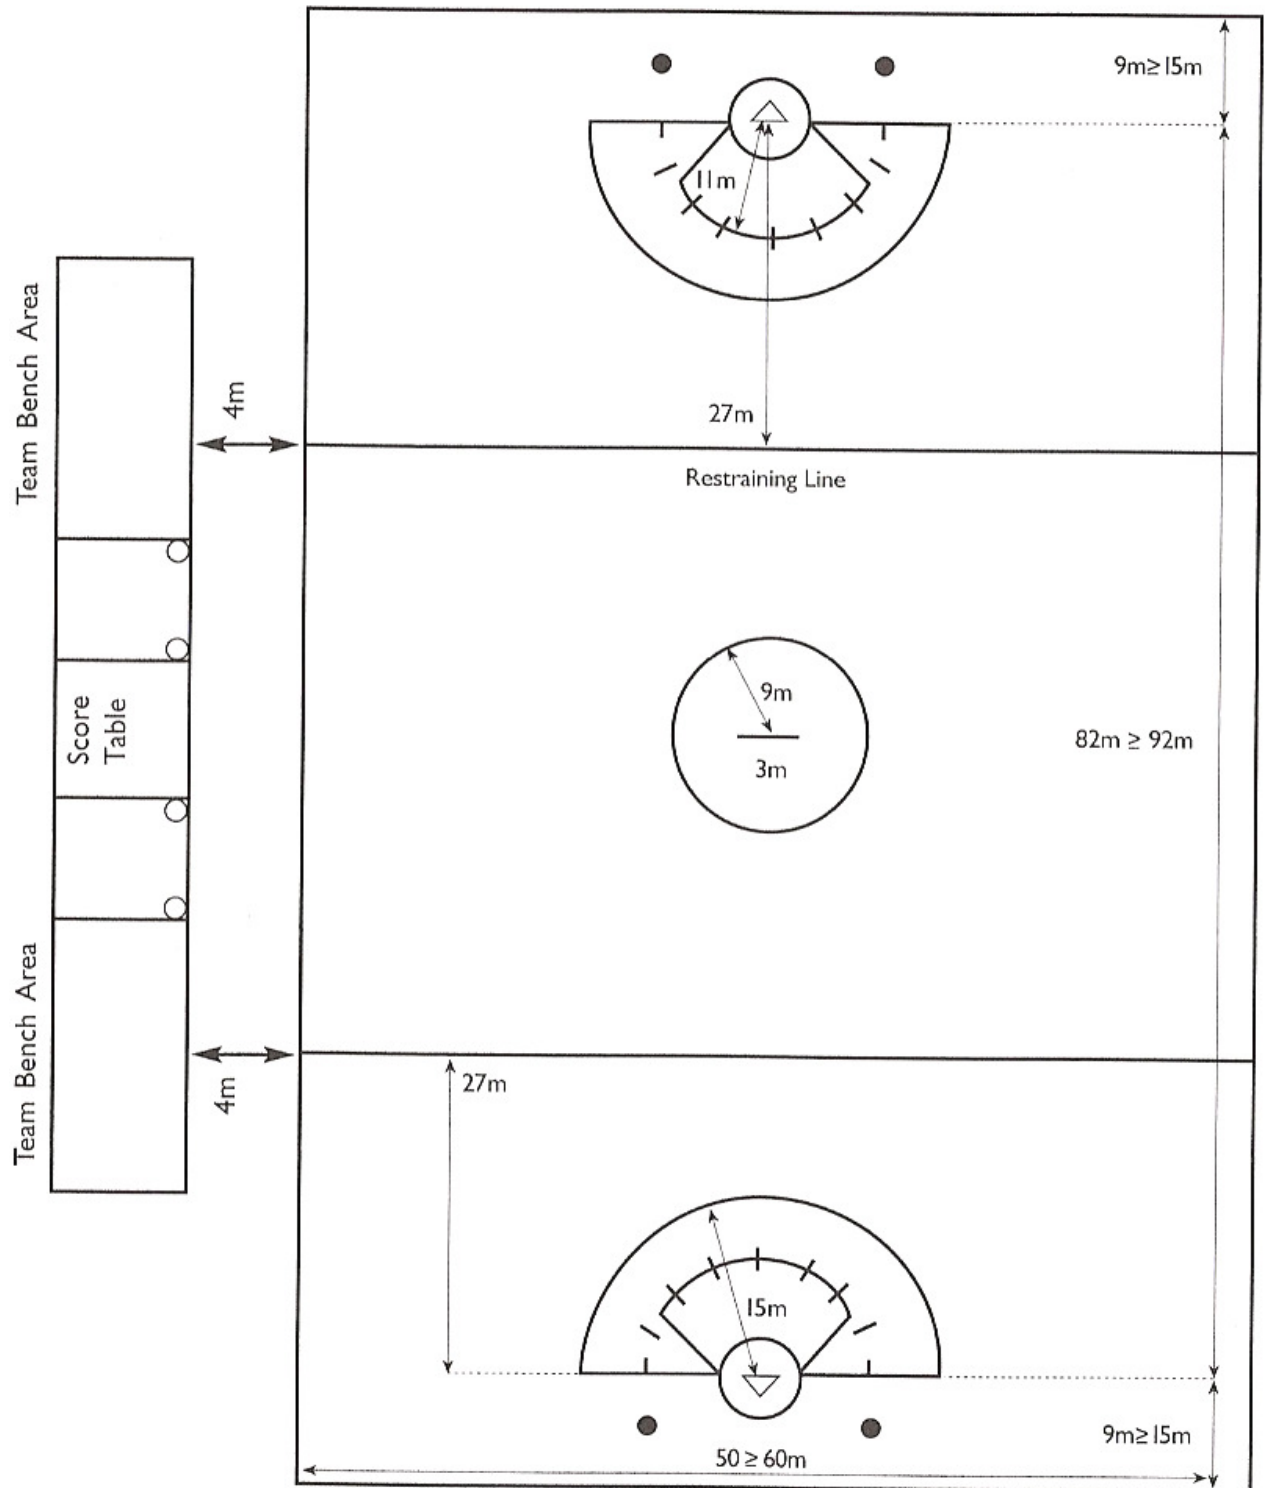 9m≥15m
11m
Team Bench Area
4m
27m
Restraining Line
9m
3m
Score
Table
82m ≥ 92m
Team Bench Area
4m
27m
15m
9m≥15m
50 ≥ 60m